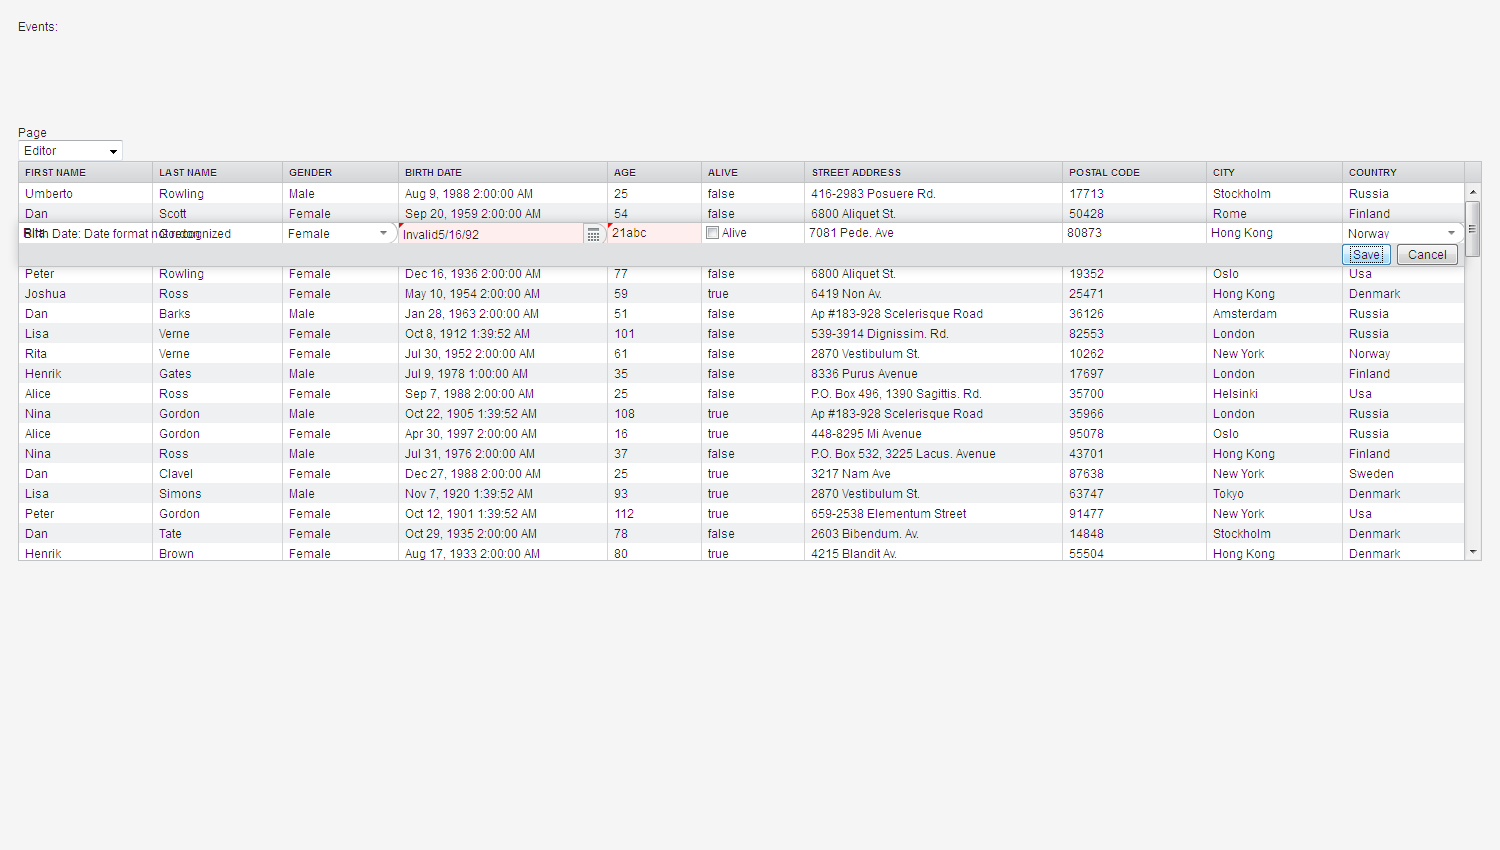 Events:
Page
Editor
FIRST NAME LAST NAME GENDER BIRTH DATE AGE ALIVE STREET ADDRESS POSTAL CODE CITY COUNTRY
Umberto Rowling Male Aug 9, 1988 2:00:00 AM 25 false 416-2983 Posuere Rd. 17713 Stockholm Russia
Dan Scott Female Sep 20, 1959 2:00:00 AM 54 false 6800 Aliquet St. 50428 Rome Finland
Rita Gordon Female Invalid5/16/92 21abc Alive 7081 Pede. Ave 80873 Hong Kong Norway
Birth Date: Date format not recognized
Save Cancel
Peter Rowling Female Dec 16, 1936 2:00:00 AM 77 false 6800 Aliquet St. 19352 Oslo Usa
Joshua Ross Female May 10, 1954 2:00:00 AM 59 true 6419 Non Av. 25471 Hong Kong Denmark
Dan Barks Male Jan 28, 1963 2:00:00 AM 51 false Ap #183-928 Scelerisque Road 36126 Amsterdam Russia
Lisa Verne Female Oct 8, 1912 1:39:52 AM 101 false 539-3914 Dignissim. Rd. 82553 London Russia
Rita Verne Female Jul 30, 1952 2:00:00 AM 61 false 2870 Vestibulum St. 10262 New York Norway
Henrik Gates Male Jul 9, 1978 1:00:00 AM 35 false 8336 Purus Avenue 17697 London Finland
Alice Ross Female Sep 7, 1988 2:00:00 AM 25 false P.O. Box 496, 1390 Sagittis. Rd. 35700 Helsinki Usa
Nina Gordon Male Oct 22, 1905 1:39:52 AM 108 true Ap #183-928 Scelerisque Road 35966 London Russia
Alice Gordon Female Apr 30, 1997 2:00:00 AM 16 true 448-8295 Mi Avenue 95078 Oslo Russia
Nina Ross Male Jul 31, 1976 2:00:00 AM 37 false P.O. Box 532, 3225 Lacus. Avenue 43701 Hong Kong Finland
Dan Clavel Female Dec 27, 1988 2:00:00 AM 25 true 3217 Nam Ave 87638 New York Sweden
Lisa Simons Male Nov 7, 1920 1:39:52 AM 93 true 2870 Vestibulum St. 63747 Tokyo Denmark
Peter Gordon Female Oct 12, 1901 1:39:52 AM 112 true 659-2538 Elementum Street 91477 New York Usa
Dan Tate Female Oct 29, 1935 2:00:00 AM 78 false 2603 Bibendum. Av. 14848 Stockholm Denmark
Henrik Brown Female Aug 17, 1933 2:00:00 AM 80 true 4215 Blandit Av. 55504 Hong Kong Denmark